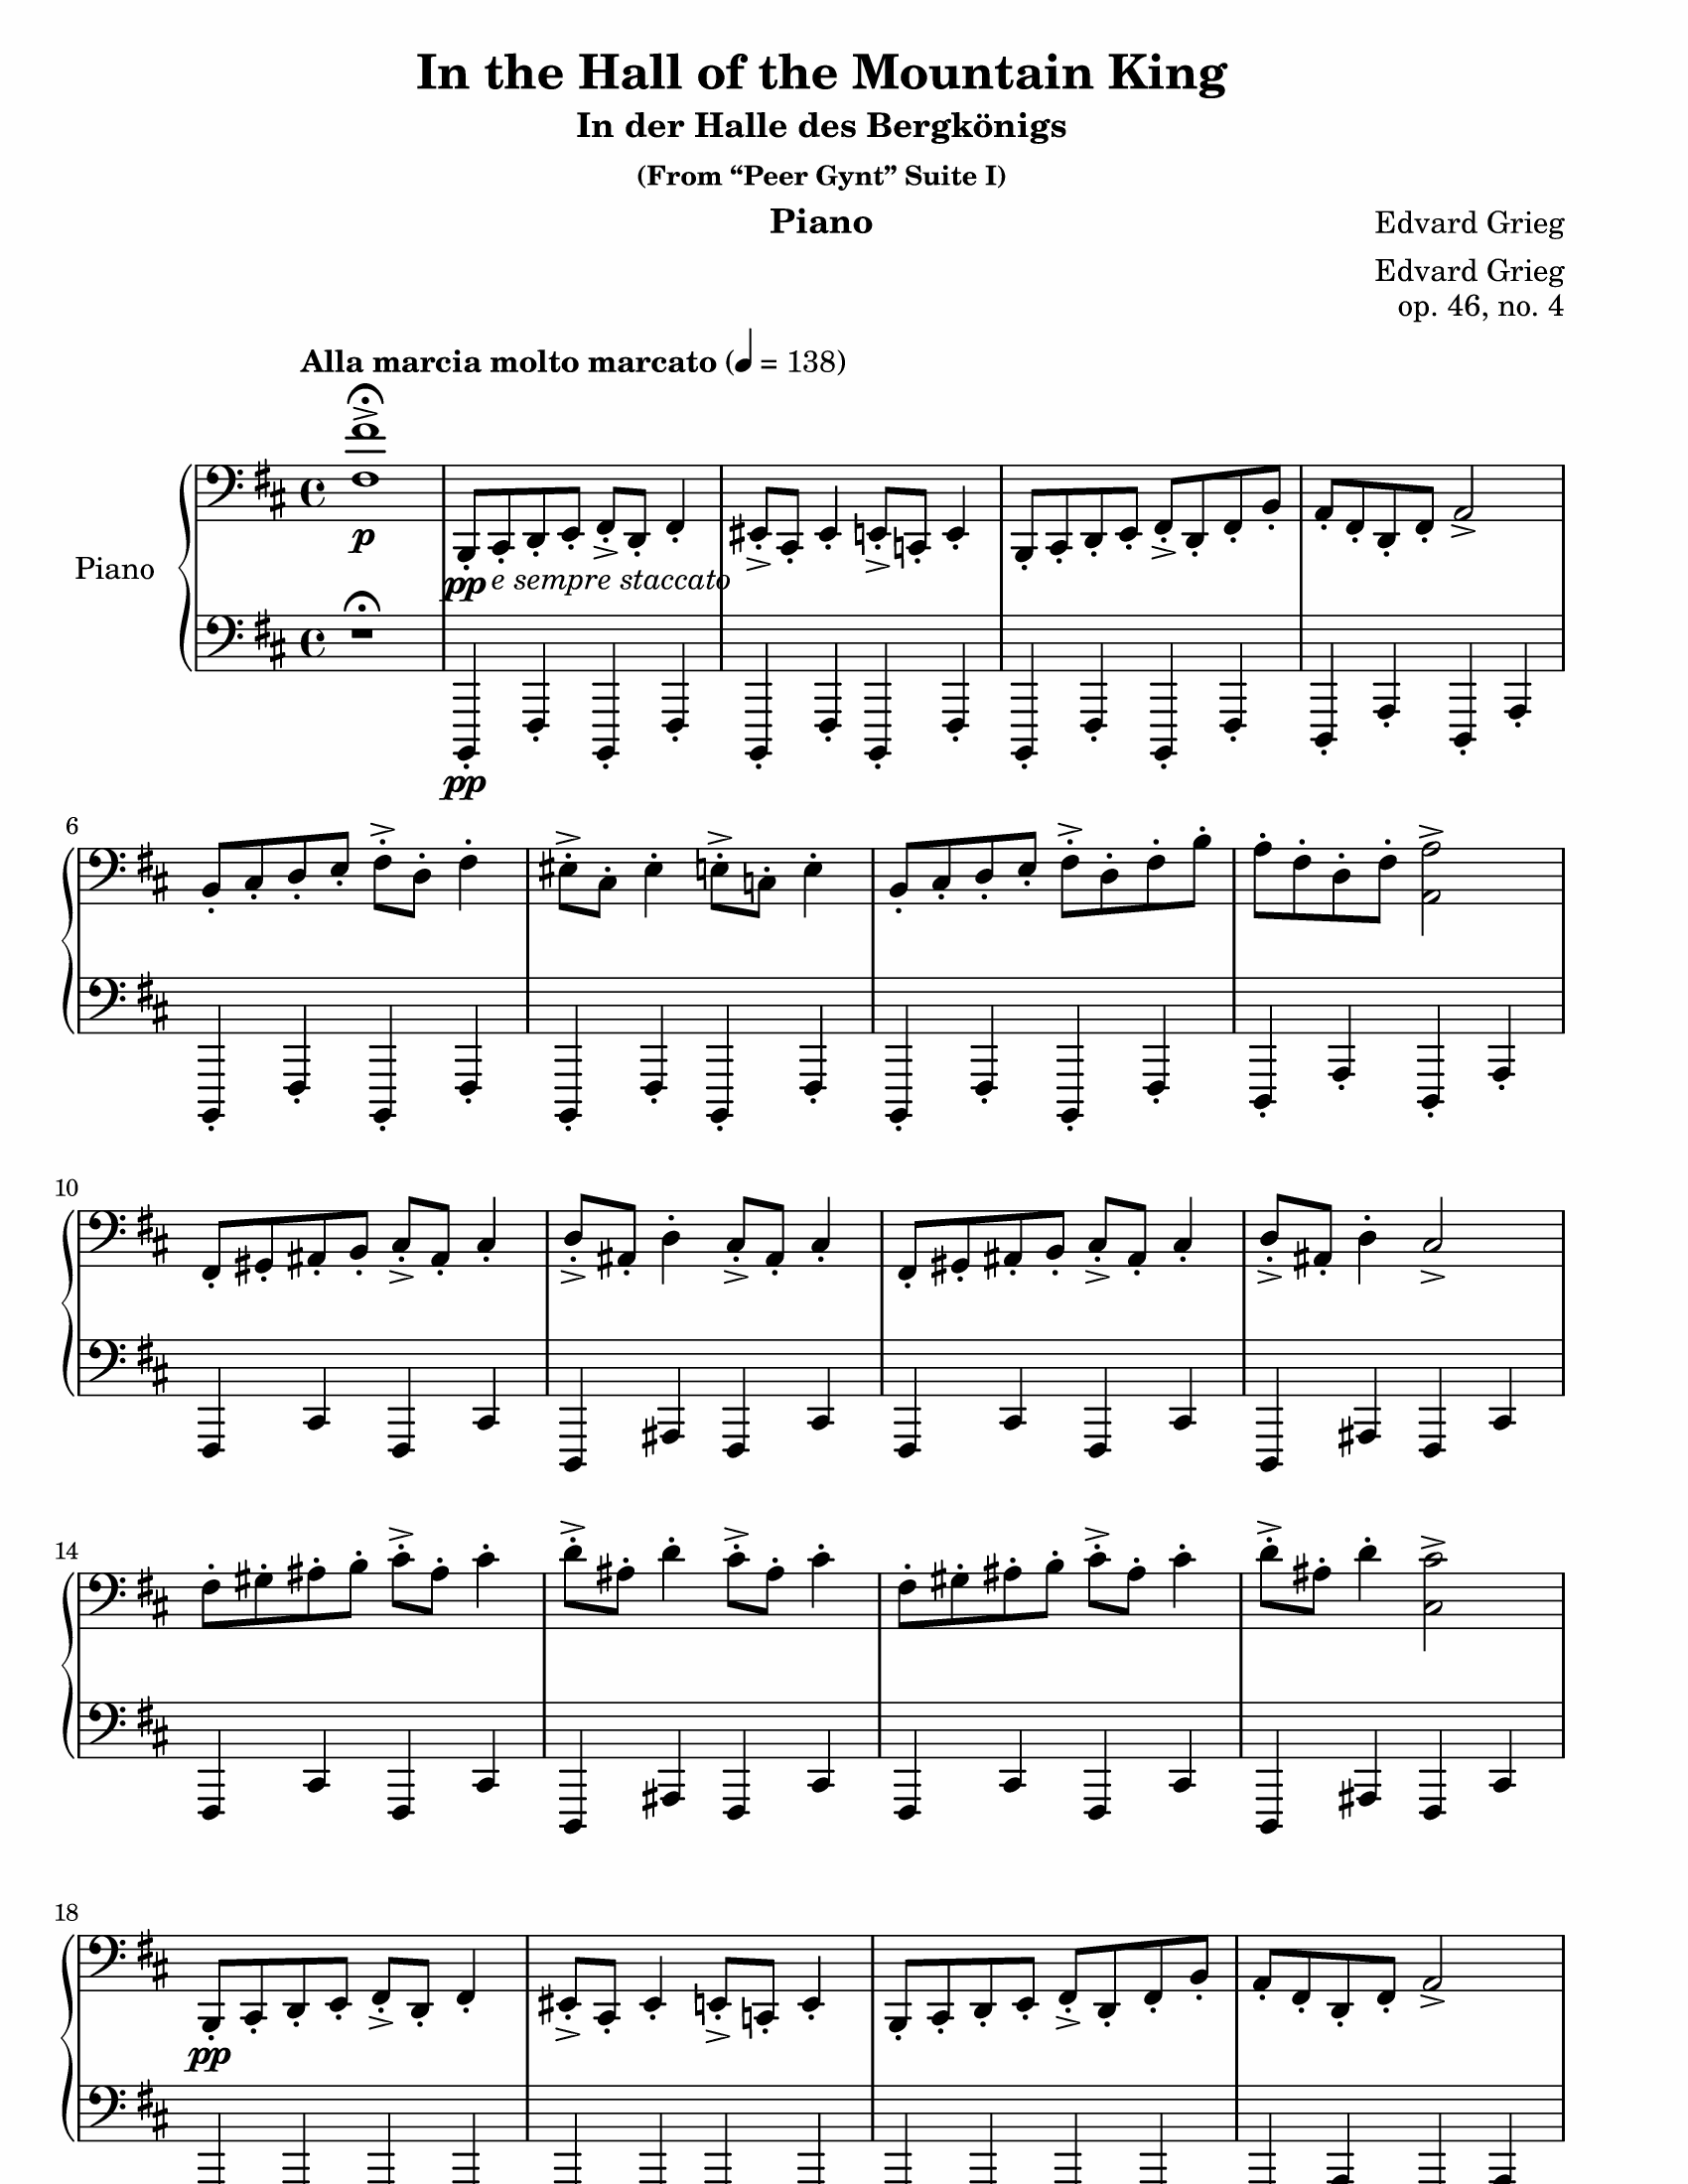 In the Hall of the Mountain King
In der Halle des Bergkönigs
(From “Peer Gynt” Suite I)
Piano
Edvard Grieg
Edvard Grieg
op. 46, no. 4
Alla marcia molto marcato (♩ = 138)
Piano
p
pp e sempre staccato
pp
6
10
14
18
pp